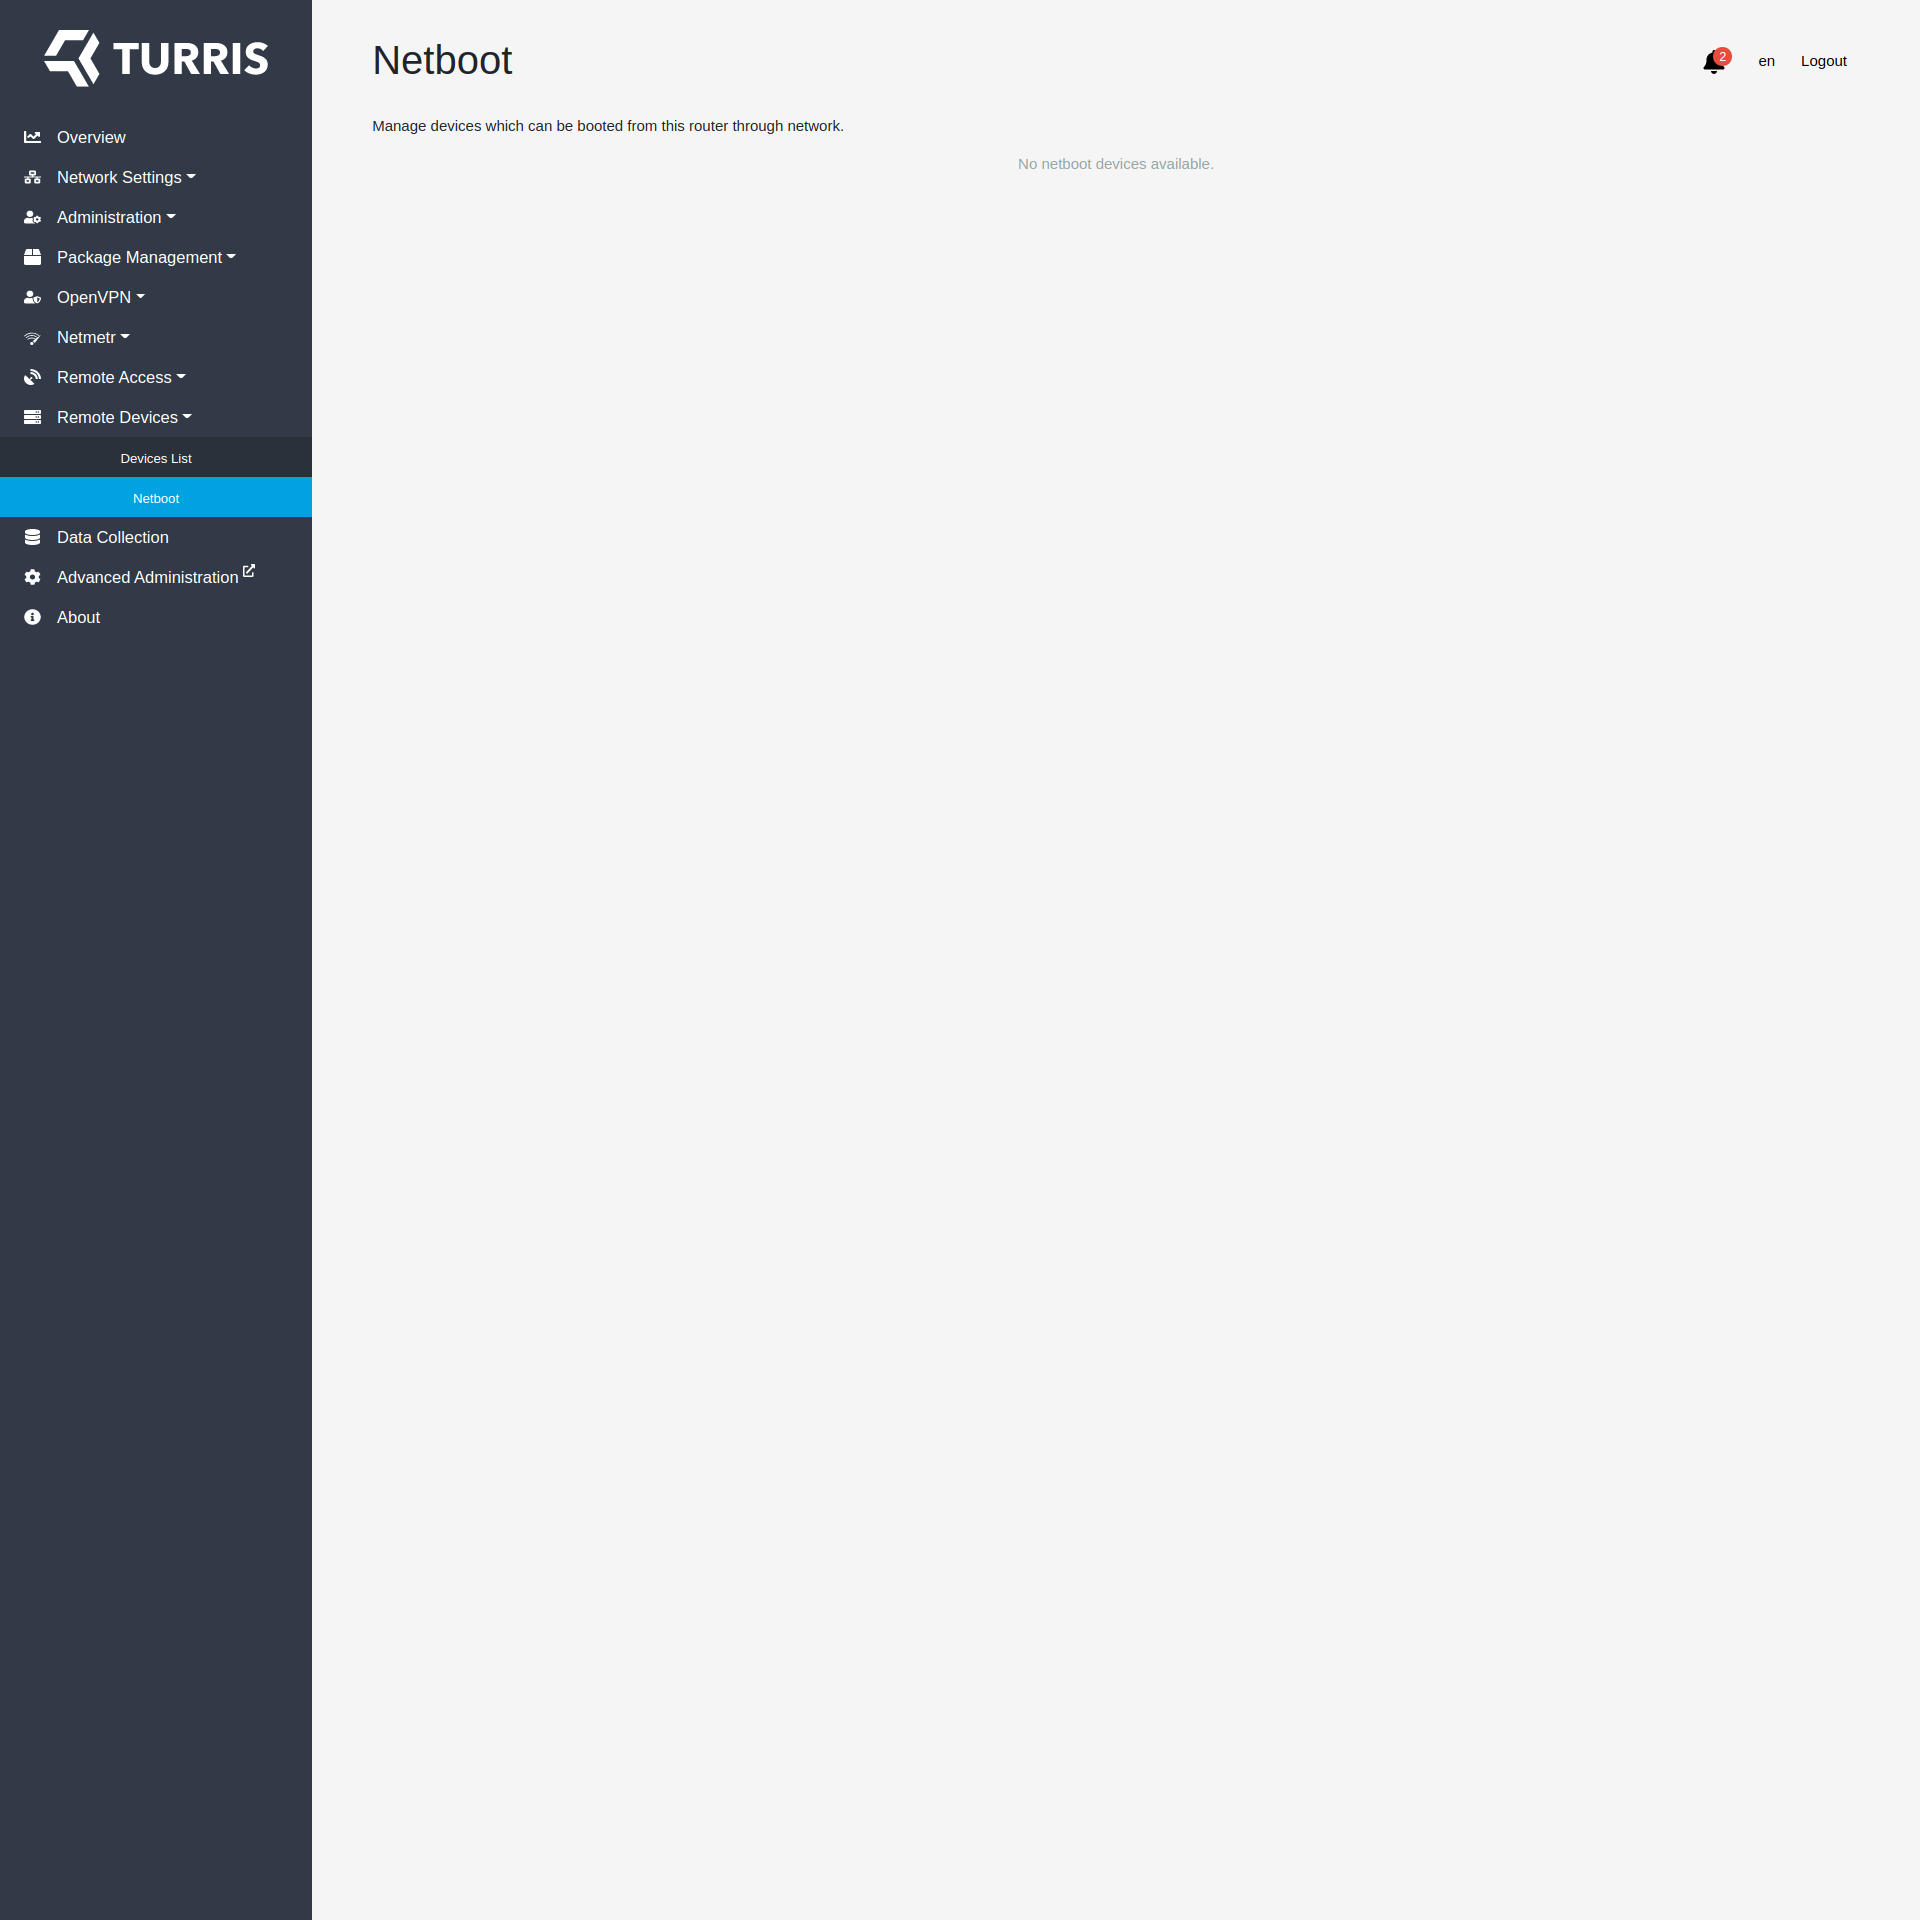 TURRIS
Overview
Network Settings
Administration
Package Management
OpenVPN
Netmetr
Remote Access
Remote Devices
Devices List
Netboot
Data Collection
Advanced Administration
About
Netboot
2
en
Logout
Manage devices which can be booted from this router through network.
No netboot devices available.